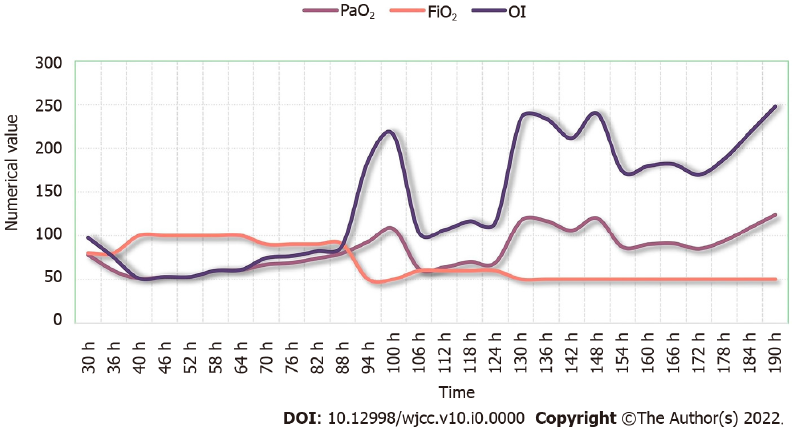 PaO2 FiO2 OI
Numerical value
300
250
200
150
100
50
0
30 h 36 h 40 h 46 h 52 h 58 h 64 h 70 h 76 h 82 h 88 h 94 h 100 h 106 h 112 h 118 h 124 h 130 h 136 h 142 h 148 h 154 h 160 h 166 h 172 h 178 h 184 h 190 h
Time
DOI: 10.12998/wjcc.v10.i0.0000 Copyright ©The Author(s) 2022.